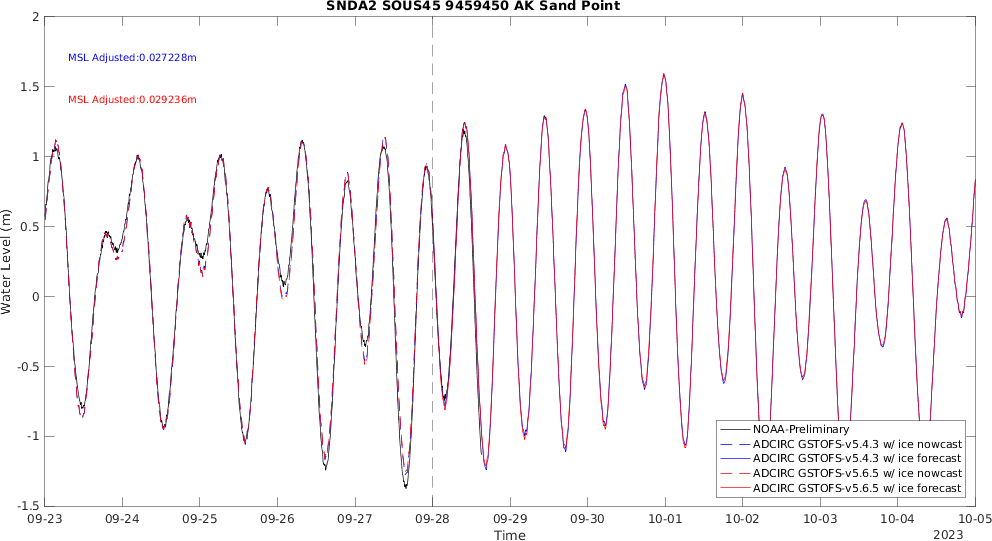 SNDA2 SOUS45 9459450 AK Sand Point
MSL Adjusted:0.027228m
MSL Adjusted:0.029236m
Water Level (m)
2
1.5
1
0.5
0
-0.5
-1
-1.5
NOAA-Preliminary
ADCIRC GSTOFS-v5.4.3 w/ ice nowcast
ADCIRC GSTOFS-v5.4.3 w/ ice forecast
ADCIRC GSTOFS-v5.6.5 w/ ice nowcast
ADCIRC GSTOFS-v5.6.5 w/ ice forecast
09-23 09-24 09-25 09-26 09-27 09-28 09-29 09-30 10-01 10-02 10-03 10-04 10-05
Time
2023